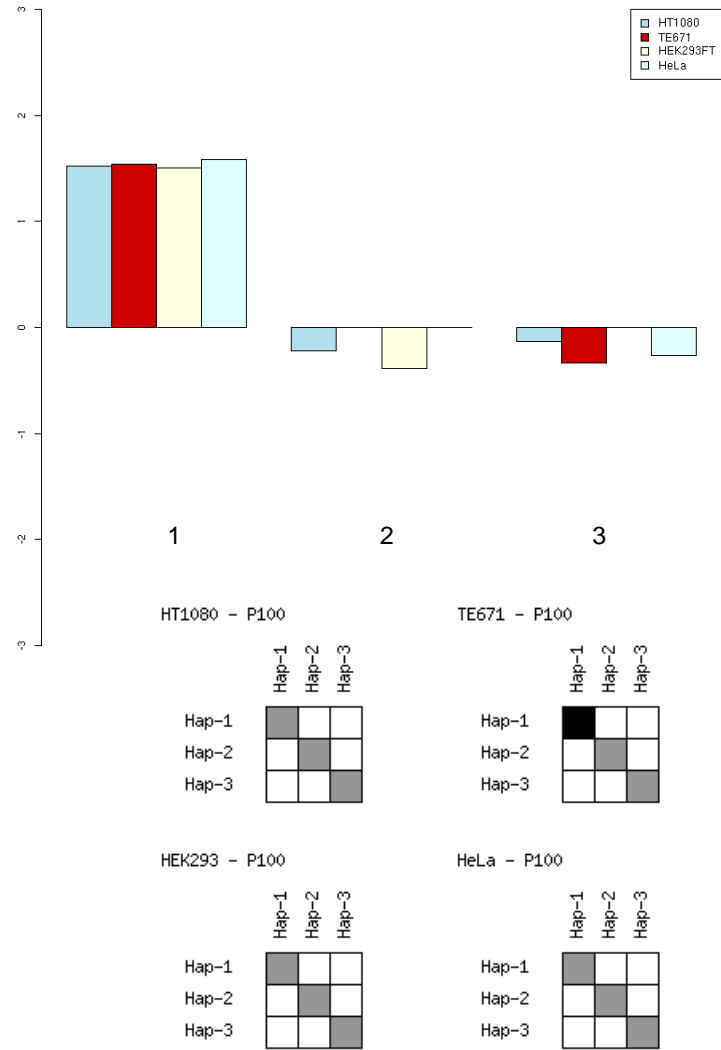 HT1080
TE671
HEK293FT
HeLa
3
2
1
0
-1
-2
-3
1 2 3
HT1080 - P100
Hap-1 Hap-2 Hap-3
Hap-1
Hap-2
Hap-3
TE671 - P100
Hap-1 Hap-2 Hap-3
Hap-1
Hap-2
Hap-3
HEK293 - P100
Hap-1 Hap-2 Hap-3
Hap-1
Hap-2
Hap-3
HeLa - P100
Hap-1 Hap-2 Hap-3
Hap-1
Hap-2
Hap-3